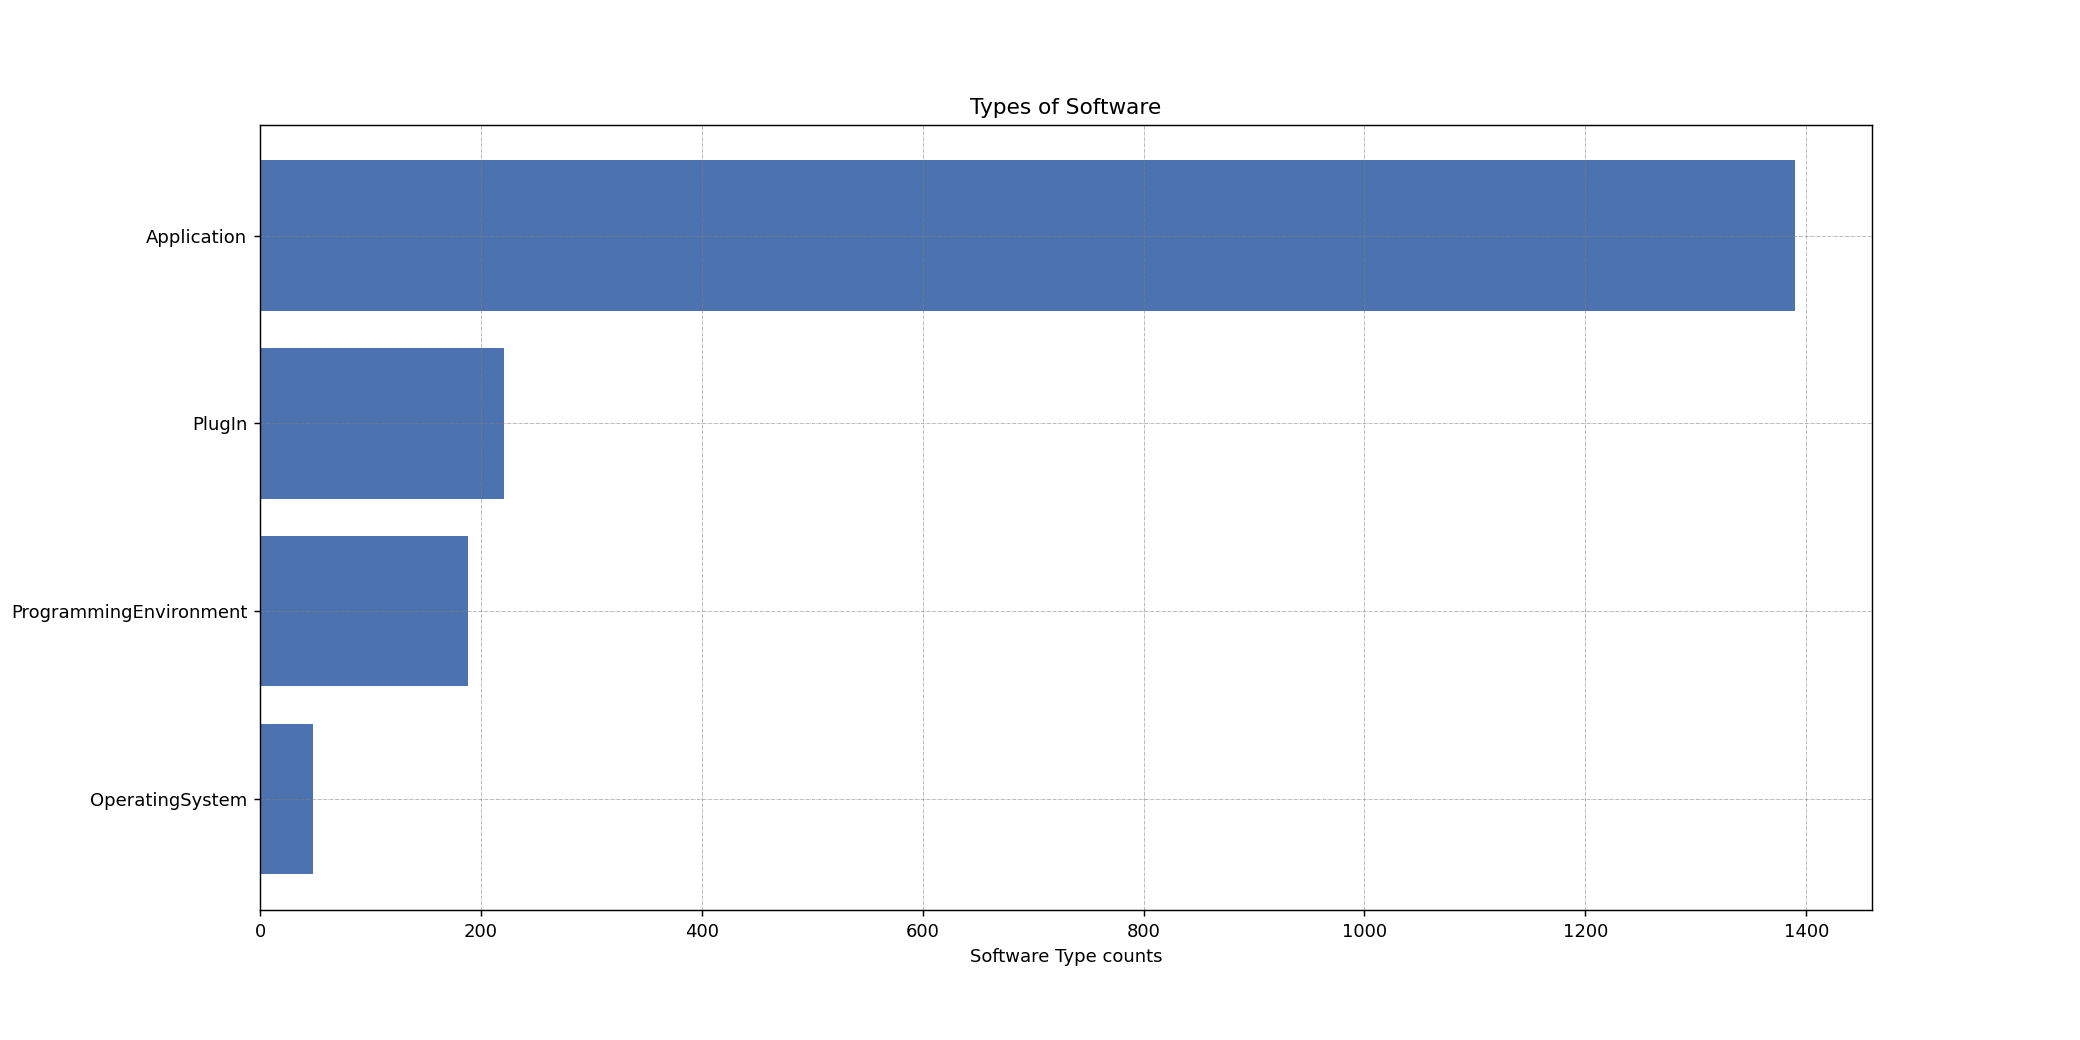 Types of Software
Application
PlugIn
ProgrammingEnvironment
OperatingSystem
0 200 400 600 800 1000 1200 1400
Software Type counts